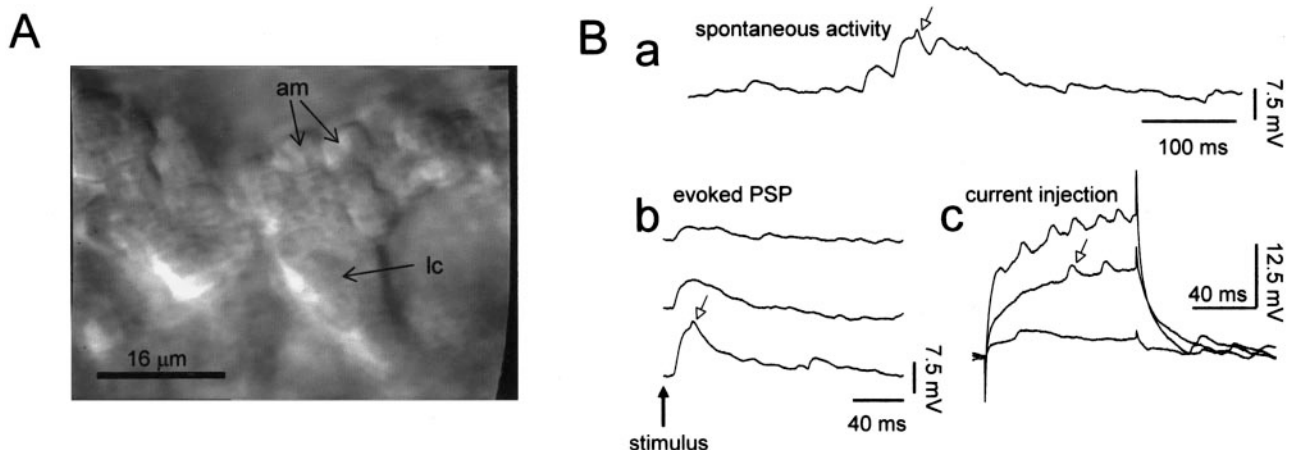 A
am
lc
16 μm
B
a
spontaneous activity
7.5 mV
100 ms
b
evoked PSP
7.5 mV
40 ms
stimulus
c
current injection
12.5 mV
40 ms